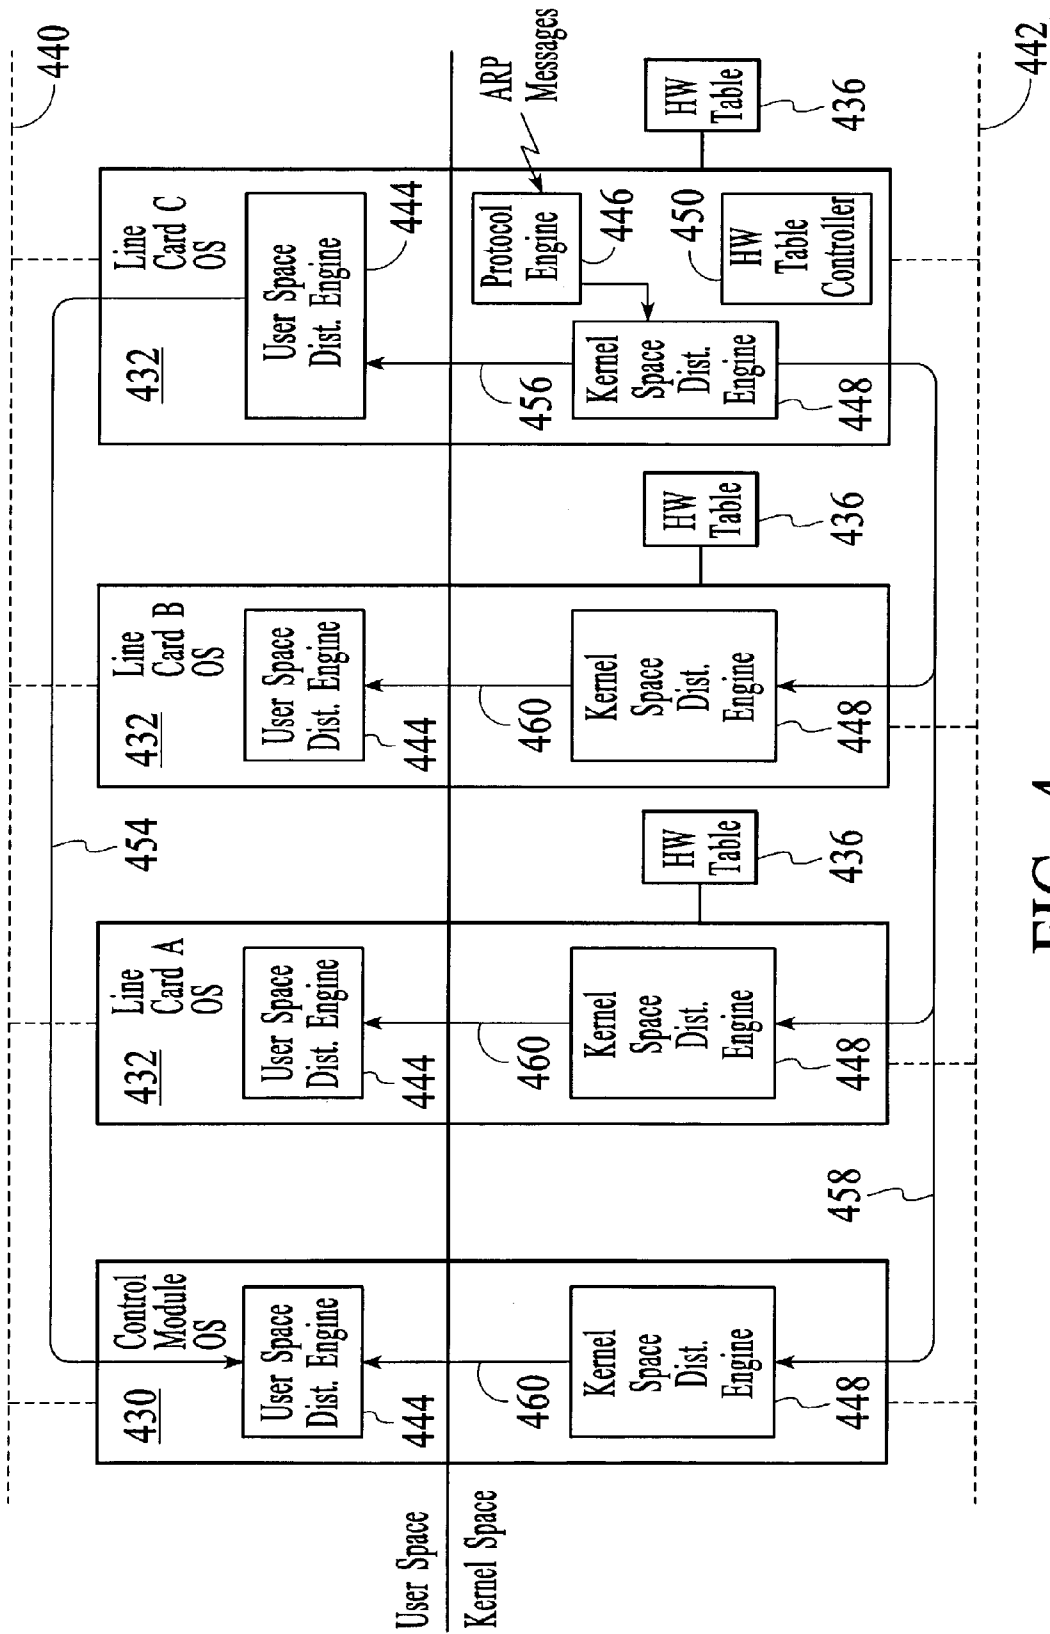 440
454
Control
Module
OS
430
User Space
Dist. Engine
444
460
Kernel
Space
Dist.
Engine
448
Line
Card A
OS
432
User Space
Dist. Engine
444
460
Kernel
Space
Dist.
Engine
448
HW
Table
436
Line
Card B
OS
432
User Space
Dist. Engine
444
460
Kernel
Space
Dist.
Engine
448
HW
Table
436
Line
Card C
OS
432
User Space
Dist. Engine
444
456
Protocol
Engine
446
ARP
Messages
Kernel
Space
Dist.
Engine
448
450
HW
Table
Controller
HW
Table
436
User Space
Kernel Space
458
442